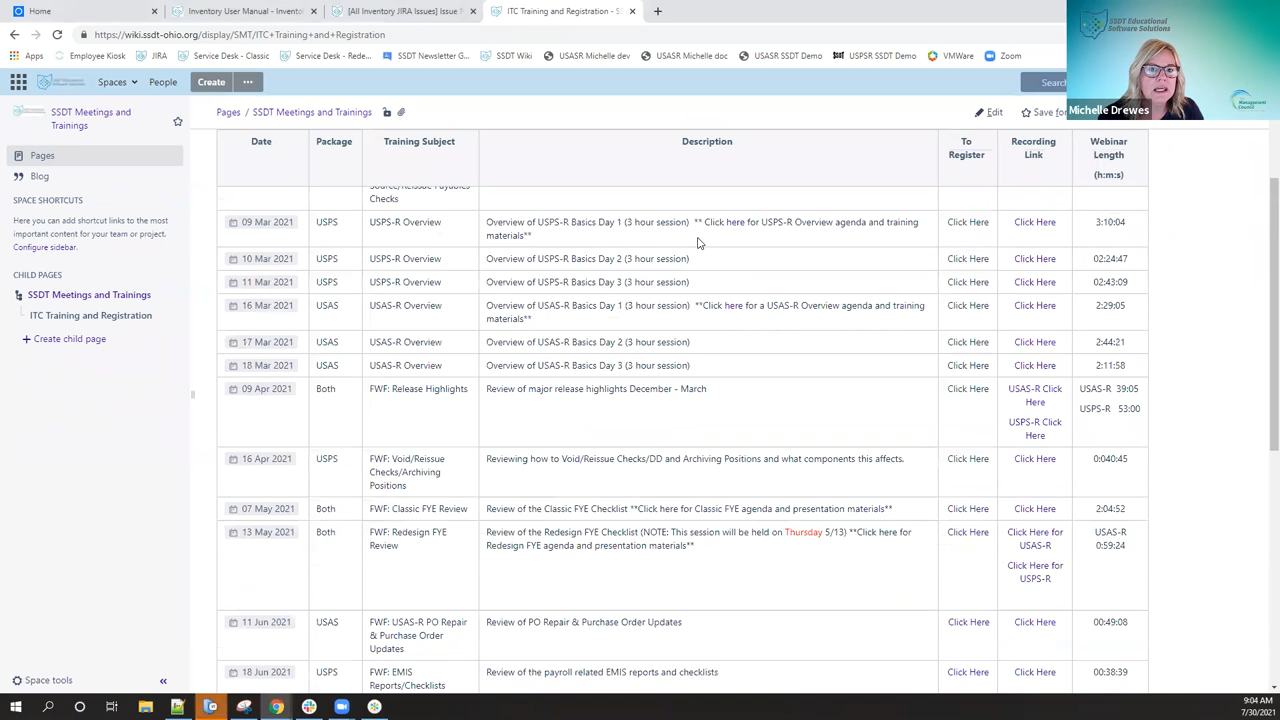 Home
Inventory User Manual - Invento
[All Inventory JIRA Issues] Issue
ITC Training and Registration - SS
https://wiki.ssdt-ohio.org/display/SMT/ITC+Training+and+Registration
Apps
Employee Kiosk
JIRA
Service Desk - Classic
Service Desk - Rede...
SSDT Newsletter G...
SSDT Wiki
USASR Michelle dev
USPSR Michelle doc
USASR SSDT Demo
USPSR SSDT Demo
VMWare
Zoom
SSDT Educational
Software Solutions
Management
Council
Michelle Drewes
Spaces
People
Create
Search
SSDT Meetings and
Trainings
Pages
Blog
SPACE SHORTCUTS
Here you can add shortcut links to the most
important content for your team or project.
Configure sidebar.
CHILD PAGES
SSDT Meetings and Trainings
ITC Training and Registration
Create child page
Space tools
Pages / SSDT Meetings and Trainings
Edit
Save for
Date
Package
Training Subject
Description
To
Register
Recording
Link
Webinar
Length
(h:m:s)
Source/Reissue Payables
Checks
09 Mar 2021
USPS
USPS-R Overview
Overview of USPS-R Basics Day 1 (3 hour session) ** Click here for USPS-R Overview agenda and training
materials**
Click Here
Click Here
3:10:04
10 Mar 2021
USPS
USPS-R Overview
Overview of USPS-R Basics Day 2 (3 hour session)
Click Here
Click Here
02:24:47
11 Mar 2021
USPS
USPS-R Overview
Overview of USPS-R Basics Day 3 (3 hour session)
Click Here
Click Here
02:43:09
16 Mar 2021
USAS
USAS-R Overview
Overview of USAS-R Basics Day 1 (3 hour session) **Click here for a USAS-R Overview agenda and training
materials**
Click Here
Click Here
2:29:05
17 Mar 2021
USAS
USAS-R Overview
Overview of USAS-R Basics Day 2 (3 hour session)
Click Here
Click Here
2:44:21
18 Mar 2021
USAS
USAS-R Overview
Overview of USAS-R Basics Day 3 (3 hour session)
Click Here
Click Here
2:11:58
09 Apr 2021
Both
FWF: Release Highlights
Review of major release highlights December - March
Click Here
USAS-R Click
Here
USPS-R Click
Here
USAS-R 39:05
USPS-R 53:00
16 Apr 2021
USPS
FWF: Void/Reissue
Checks/Archiving
Positions
Reviewing how to Void/Reissue Checks/DD and Archiving Positions and what components this affects.
Click Here
Click Here
0:040:45
07 May 2021
Both
FWF: Classic FYE Review
Review of the Classic FYE Checklist **Click here for Classic FYE agenda and presentation materials**
Click Here
Click Here
2:04:52
13 May 2021
Both
FWF: Redesign FYE
Review
Review of the Redesign FYE Checklist (NOTE: This session will be held on Thursday 5/13) **Click here for
Redesign FYE agenda and presentation materials**
Click Here
Click Here for
USAS-R
Click Here for
USPS-R
USAS-R
0:59:24
11 Jun 2021
USAS
FWF: USAS-R PO Repair
& Purchase Order
Updates
Review of PO Repair & Purchase Order Updates
Click Here
Click Here
00:49:08
18 Jun 2021
USPS
FWF: EMIS
Reports/Checklists
Review of the payroll related EMIS reports and checklists
Click Here
Click Here
00:38:39
9:04 AM
7/30/2021